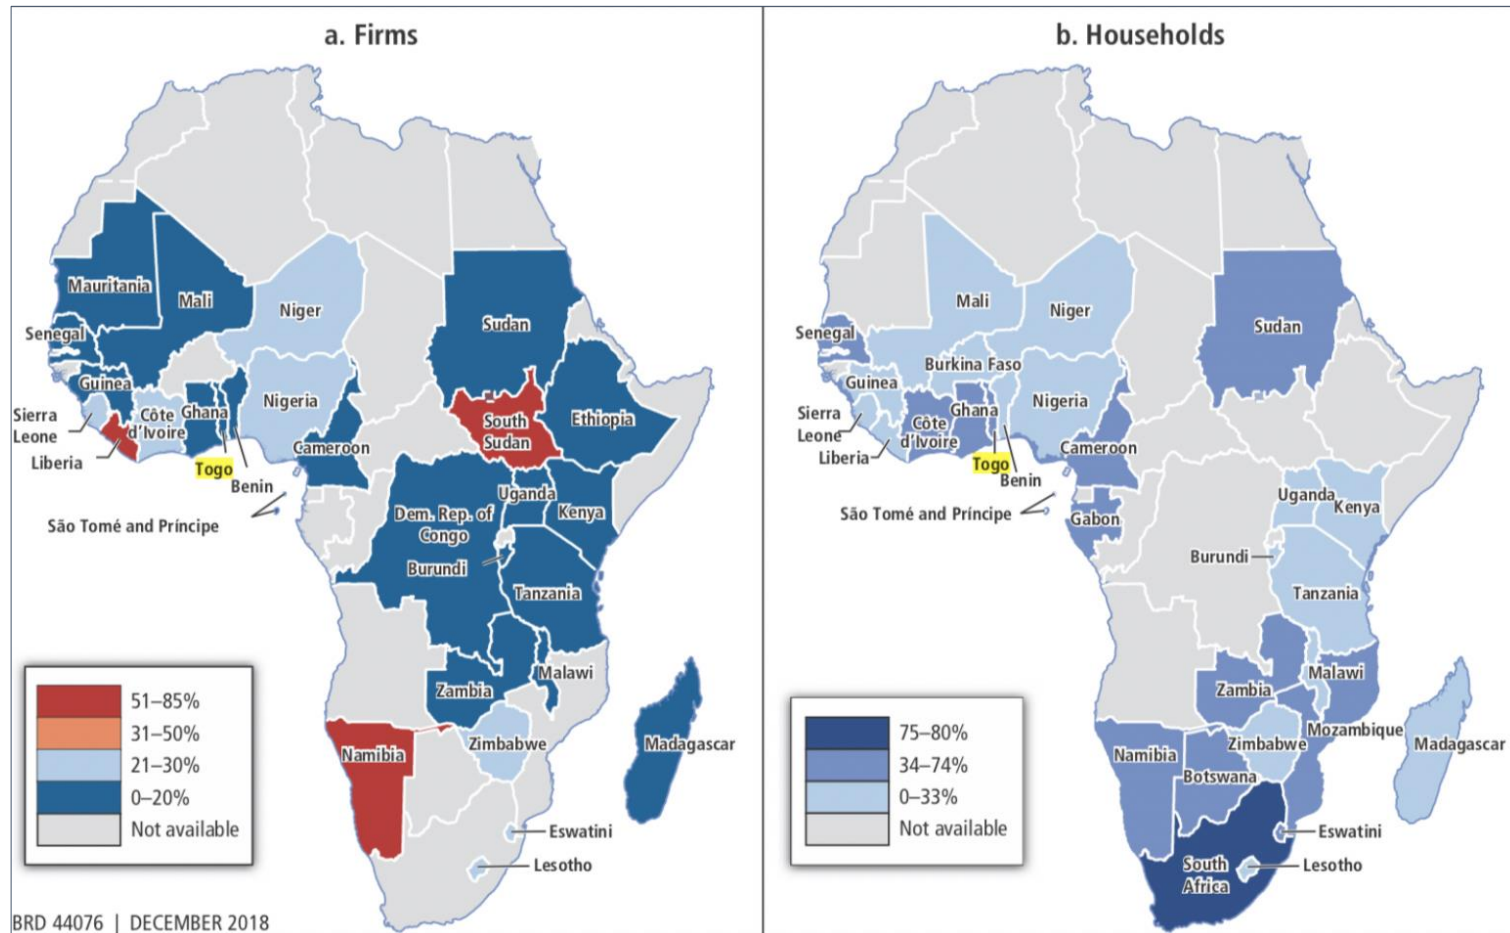 a. Firms
Mauritania
Mali
Niger
Sudan
Senegal
Guinea
Sierra
Leone
Liberia
Côte
d'Ivoire
Ghana
Nigeria
Togo
Benin
Cameroon
South
Sudan
Ethiopia
São Tomé and Príncipe
Dem. Rep. of
Congo
Uganda
Kenya
Burundi
Tanzania
Malawi
Zambia
Namibia
Zimbabwe
Madagascar
Eswatini
Lesotho
51–85%
31–50%
21–30%
0–20%
Not available
BRD 44076 | DECEMBER 2018
b. Households
Mali
Niger
Sudan
Senegal
Burkina Faso
Guinea
Sierra
Leone
Liberia
Côte
d'Ivoire
Ghana
Nigeria
Togo
Benin
Cameroon
São Tomé and Príncipe
Gabon
Uganda
Kenya
Burundi
Tanzania
Malawi
Zambia
Mozambique
Namibia
Zimbabwe
Botswana
Madagascar
Eswatini
Lesotho
South
Africa
75–80%
34–74%
0–33%
Not available